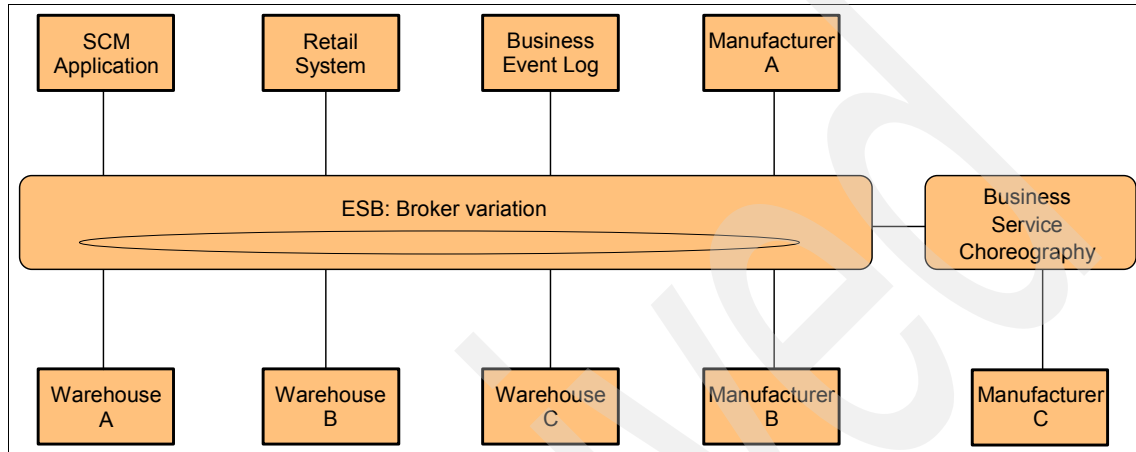 SCM
Application
Retail
System
Business
Event Log
Manufacturer
A
ESB: Broker variation
Business
Service
Choreography
Warehouse
A
Warehouse
B
Warehouse
C
Manufacturer
B
Manufacturer
C